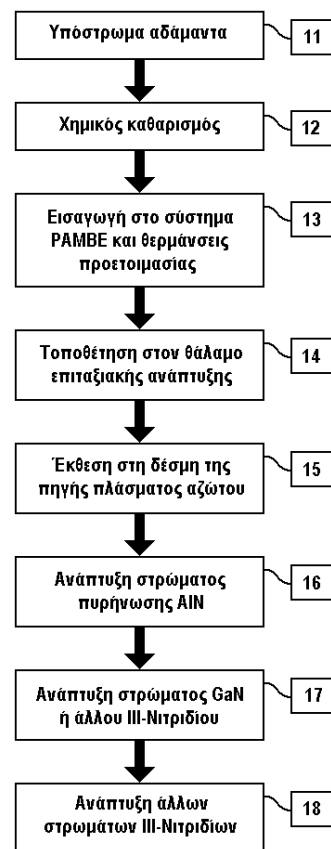 Υπόστρωμα αδάμαντα
11
Χημικός καθαρισμός
12
Εισαγωγή στο σύστημα
PAMBE και θερμάνσεις
προετοιμασίας
13
Τοποθέτηση στον θάλαμο
επιταξιακής ανάπτυξης
14
Έκθεση στη δέσμη της
πηγής πλάσματος αζώτου
15
Ανάπτυξη στρώματος
πυρήνωσης AlN
16
Ανάπτυξη στρώματος GaN
ή άλλου ΙΙΙ-Νιτριδίου
17
Ανάπτυξη άλλων
στρωμάτων ΙΙΙ-Νιτριδίων
18